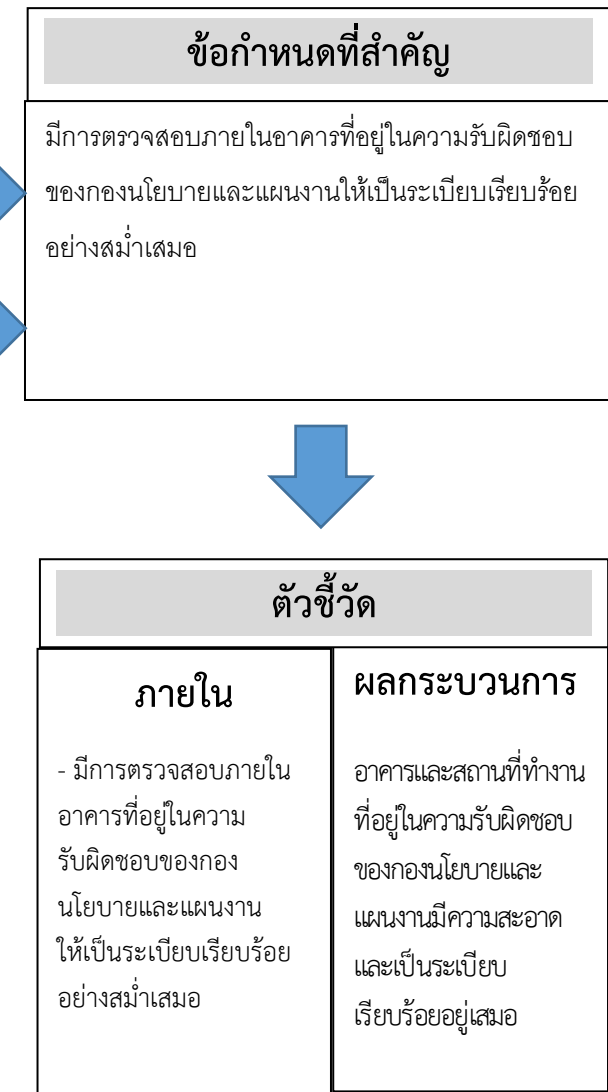 ข้อกำหนดที่สำคัญ
มีการตรวจสอบภายในอาคารที่อยู่ในความรับผิดชอบ
ของกองนโยบายและแผนงานให้เป็นระเบียบเรียบร้อย
อย่างสม่ำเสมอ
ตัวชี้วัด
ภายใน
- มีการตรวจสอบภายใน
อาคารที่อยู่ในความ
รับผิดชอบของกอง
นโยบายและแผนงาน
ให้เป็นระเบียบเรียบร้อย
อย่างสม่ำเสมอ
ผลกระบวนการ
อาคารและสถานที่ทำงาน
ที่อยู่ในความรับผิดชอบ
ของกองนโยบายและ
แผนงานมีความสะอาด
และเป็นระเบียบ
เรียบร้อยอยู่เสมอ